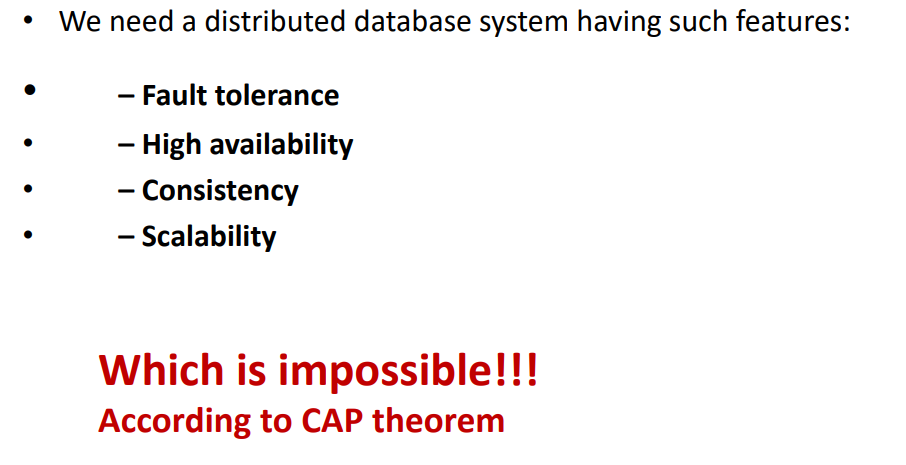 • We need a distributed database system having such features:
• – Fault tolerance
• – High availability
• – Consistency
• – Scalability
Which is impossible!!!
According to CAP theorem